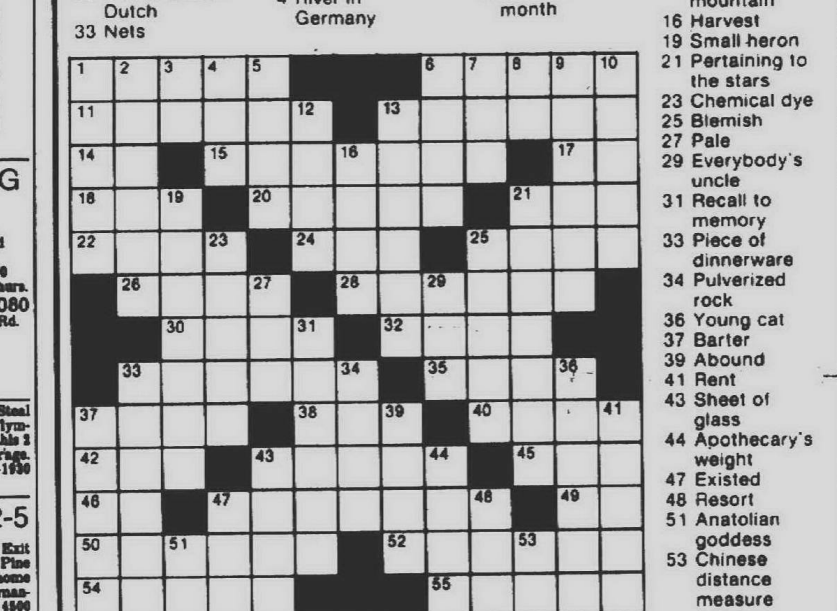 Dutch
33 Nets
Germany
month
16 Harvest
19 Small heron
21 Pertaining to
the stars
23 Chemical dye
25 Blemish
27 Pale
29 Everybody's
uncle
31 Recall to
memory
33 Piece of
dinnerware
34 Pulverized
rock
36 Young cat
37 Barter
39 Abound
41 Rent
43 Sheet of
glass
44 Apothecary's
weight
47 Existed
48 Resort
51 Anatolian
goddess
53 Chinese
distance
measure
1 2 3 4 5 6 7 8 9 10
11 12 13
14 15 16 17
18 19 20 21
22 23 24 25
26 27 28 29
30 31 32
33 34 35 36
37 38 39 40 41
42 43 44 45
46 47 48 49
50 51 52 53
54 55
G
080
Rd.
Steal
-1930
2-5
Exit
Pine